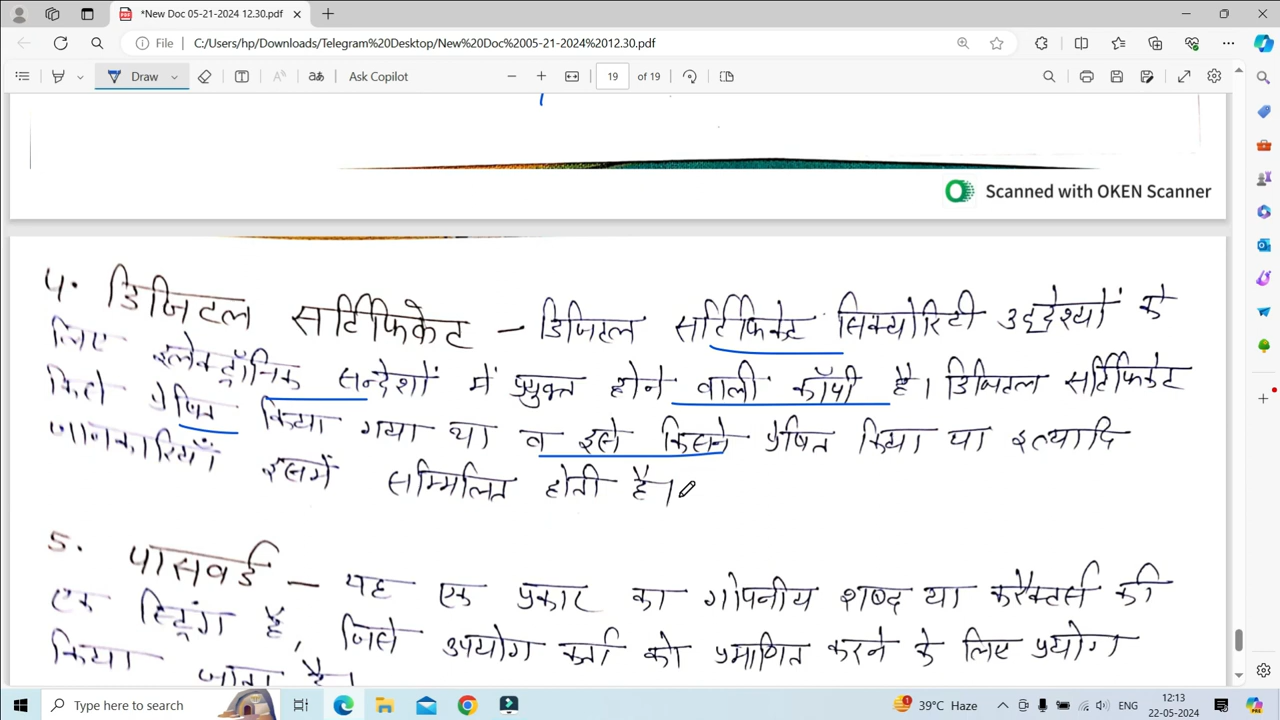 *New Doc 05-21-2024 12.30.pdf
File C:/Users/hp/Downloads/Telegram%20Desktop/New%20Doc%2005-21-2024%2012.30.pdf
Draw Ask Copilot 19 of 19
Scanned with OKEN Scanner
4. डिजिटल सर्टिफिकेट - डिजिटल सर्टिफिकेट सिक्योरिटी उद्देश्यों के
लिए इलेक्ट्रॉनिक सन्देशों में प्रयुक्त होने वाली कॉपी है। डिजिटल सर्टिफिकेट
किसे प्रेषित किया गया था व इसे किसने प्रेषित किया था इत्यादि
जानकारियाँ इसमें सम्मिलित होती है।
5. पासवर्ड - यह एक प्रकार का गोपनीय शब्द या करैक्टर्स की
एक स्ट्रिंग है, जिसे उपयोग कर्ता को प्रमाणित करने के लिए प्रयोग
किया जाता है।
Type here to search
1 39°C Haze ENG 12:13
22-05-2024